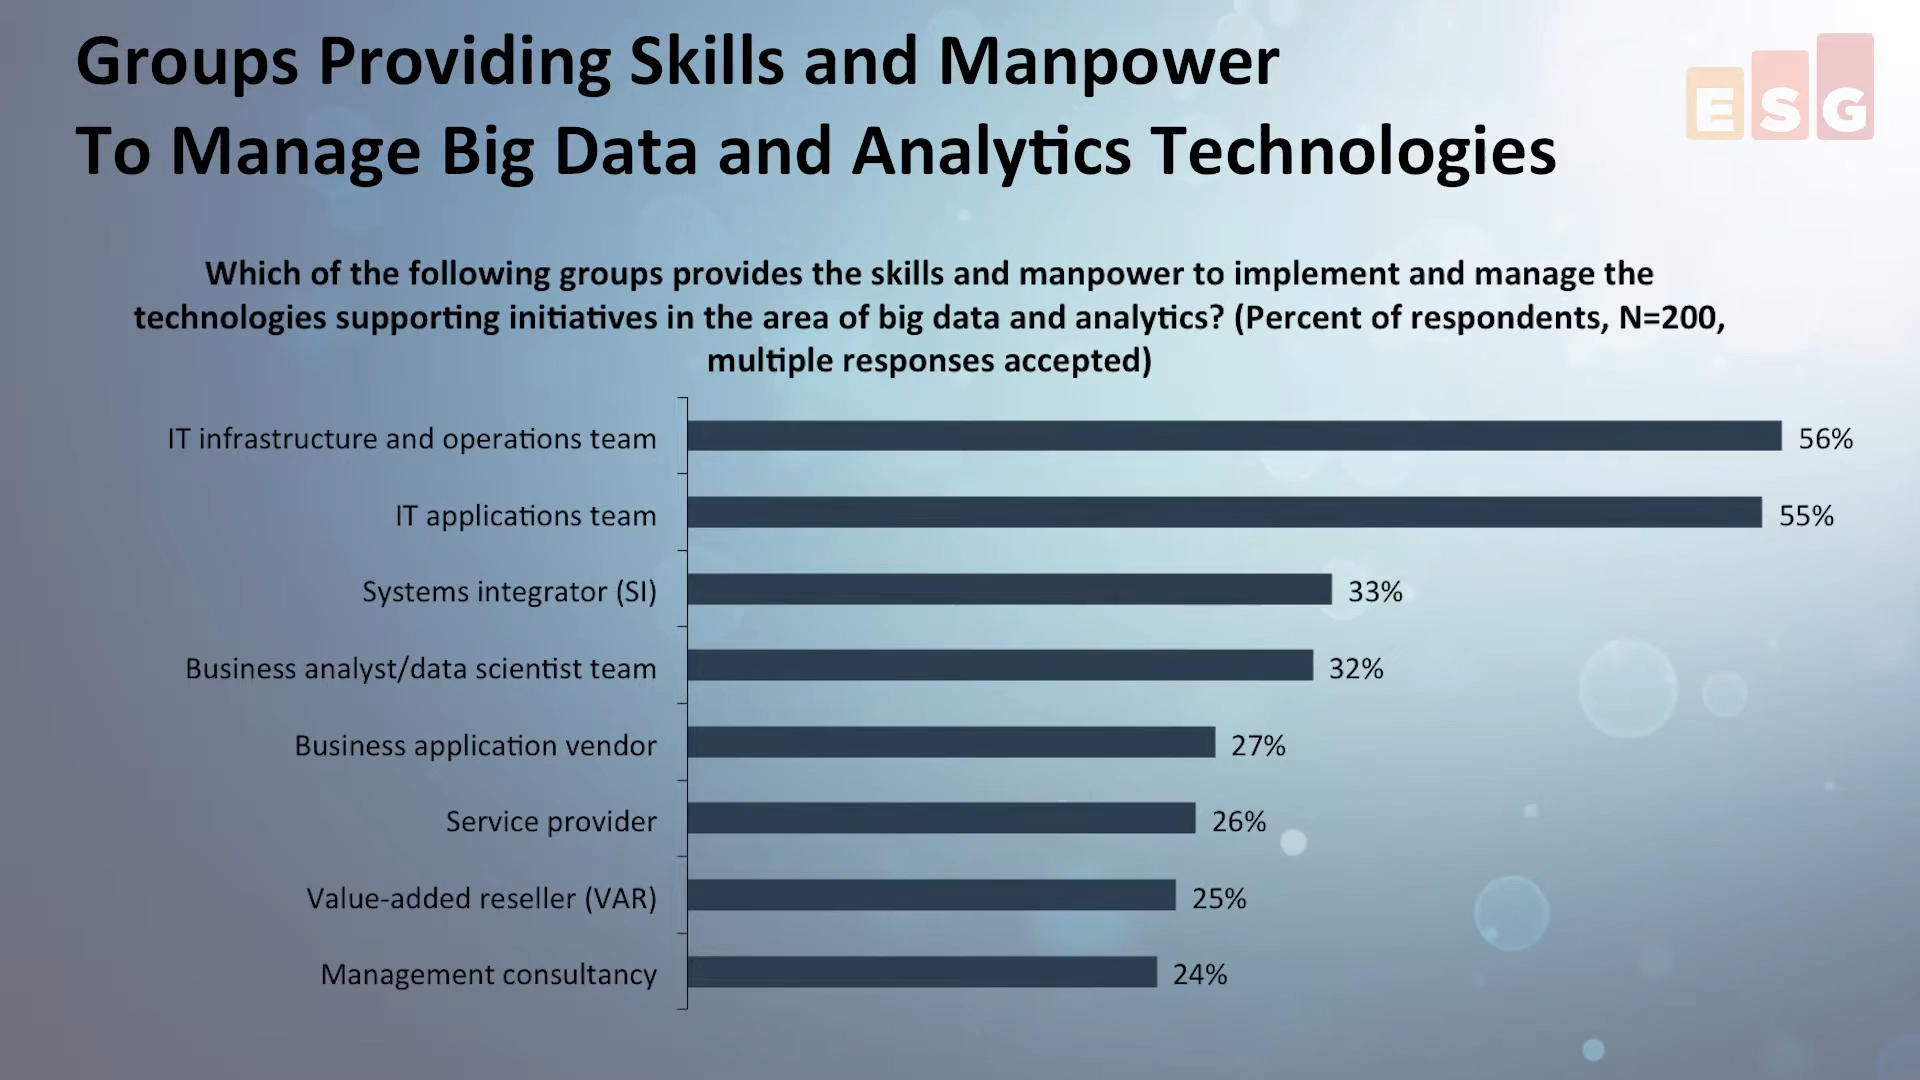 Groups Providing Skills and Manpower
To Manage Big Data and Analytics Technologies
ESG
Which of the following groups provides the skills and manpower to implement and manage the
technologies supporting initiatives in the area of big data and analytics? (Percent of respondents, N=200,
multiple responses accepted)
IT infrastructure and operations team 56%
IT applications team 55%
Systems integrator (SI) 33%
Business analyst/data scientist team 32%
Business application vendor 27%
Service provider 26%
Value-added reseller (VAR) 25%
Management consultancy 24%